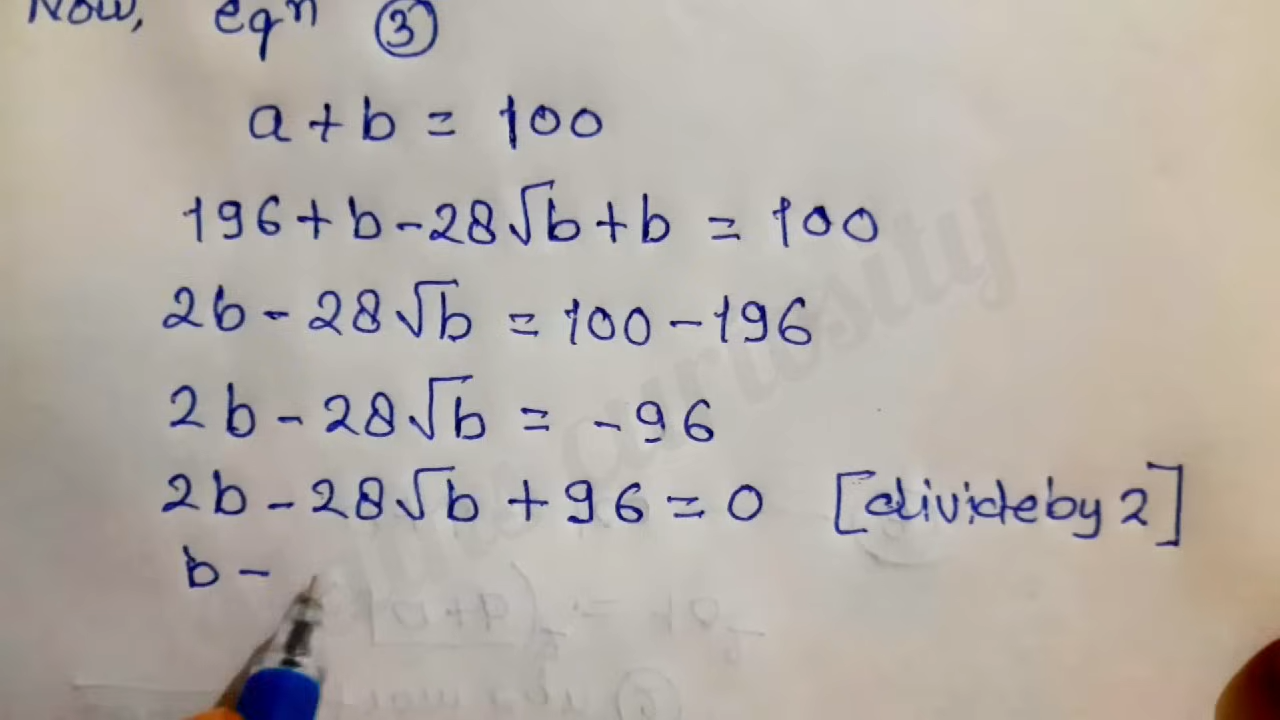 Now, eqⁿ ③
a + b = 100
196 + b - 28√b + b = 100
2b - 28√b = 100 - 196
2b - 28√b = -96
2b - 28√b + 96 = 0 [divide by 2]
b -